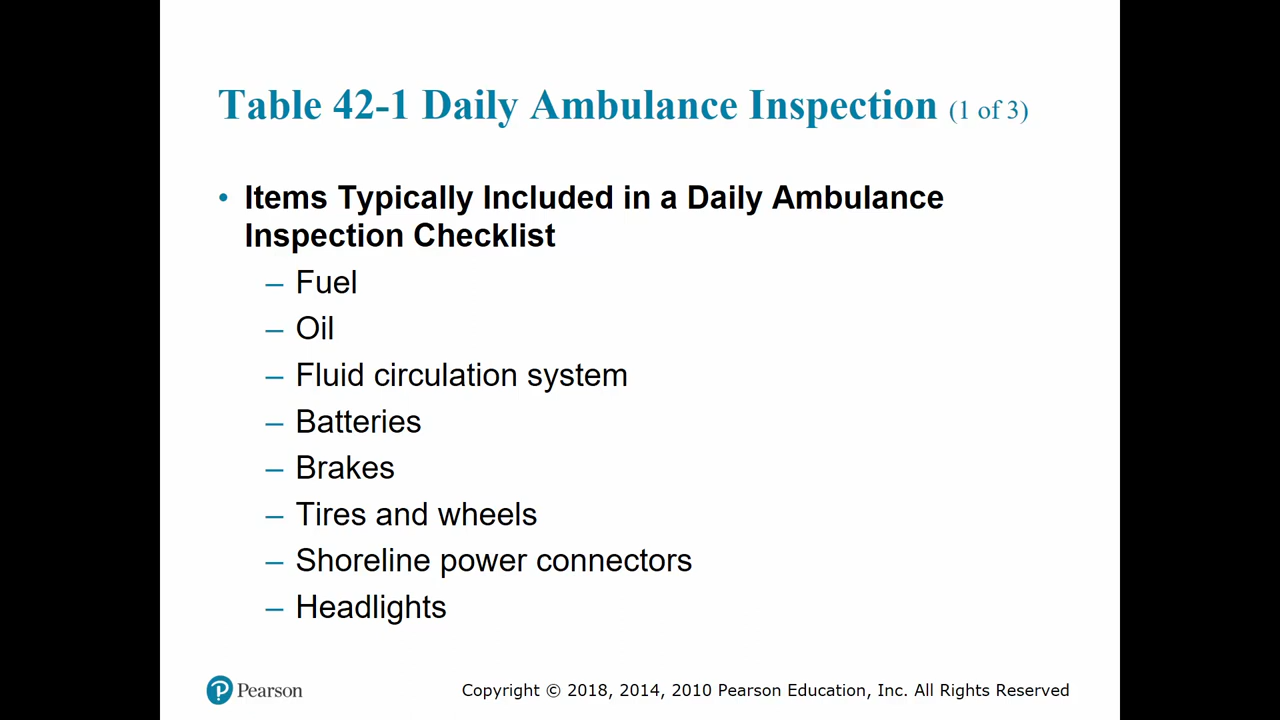 Table 42-1 Daily Ambulance Inspection (1 of 3)
• Items Typically Included in a Daily Ambulance
Inspection Checklist
– Fuel
– Oil
– Fluid circulation system
– Batteries
– Brakes
– Tires and wheels
– Shoreline power connectors
– Headlights
P Pearson
Copyright © 2018, 2014, 2010 Pearson Education, Inc. All Rights Reserved